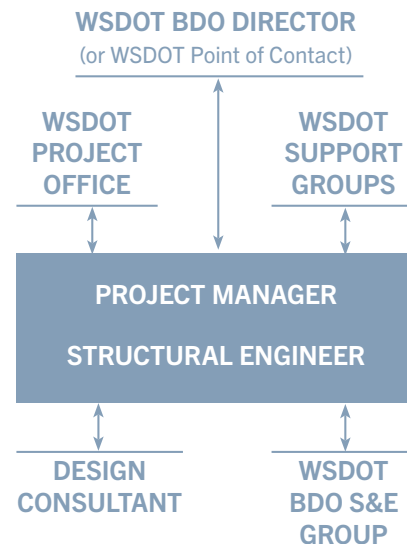 WSDOT BDO DIRECTOR
(or WSDOT Point of Contact)
WSDOT
PROJECT
OFFICE
WSDOT
SUPPORT
GROUPS
PROJECT MANAGER
STRUCTURAL ENGINEER
DESIGN
CONSULTANT
WSDOT
BDO S&E
GROUP